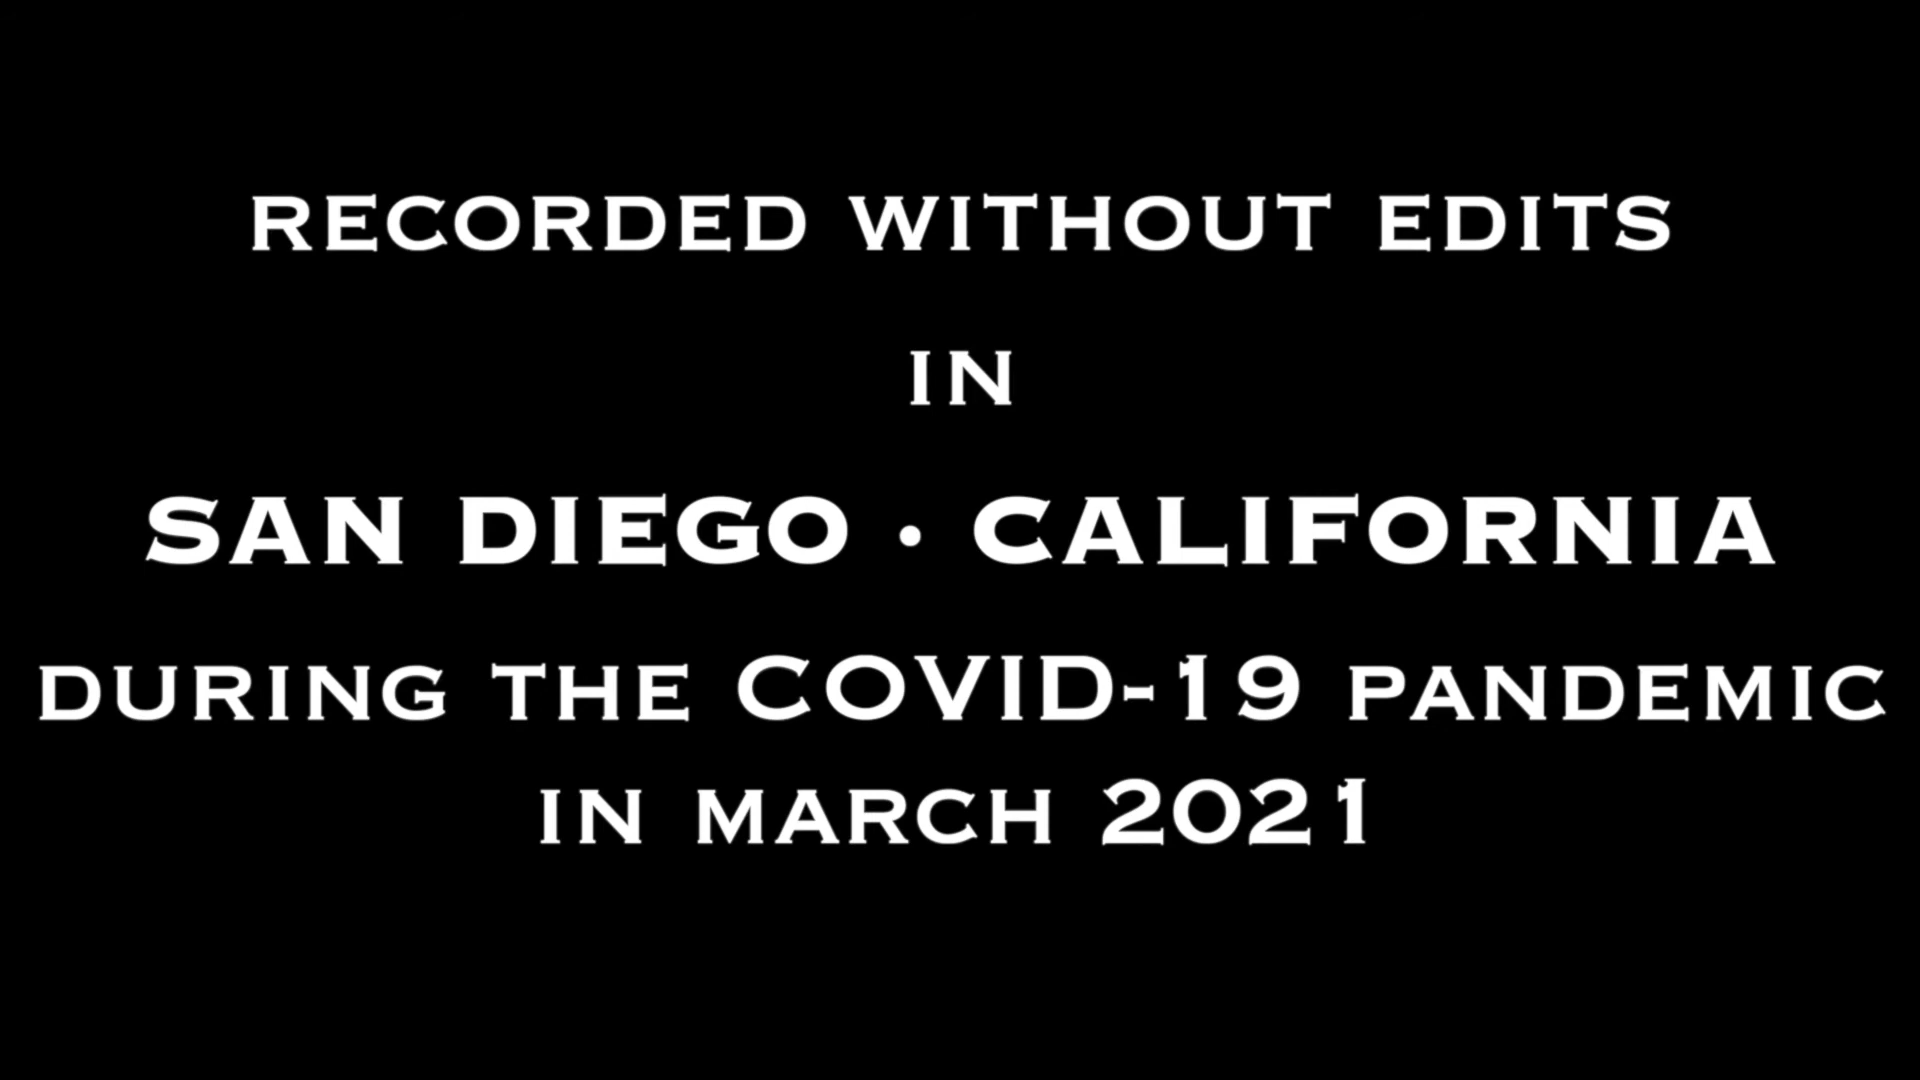 RECORDED WITHOUT EDITS
IN
SAN DIEGO • CALIFORNIA
DURING THE COVID-19 PANDEMIC
IN MARCH 2021